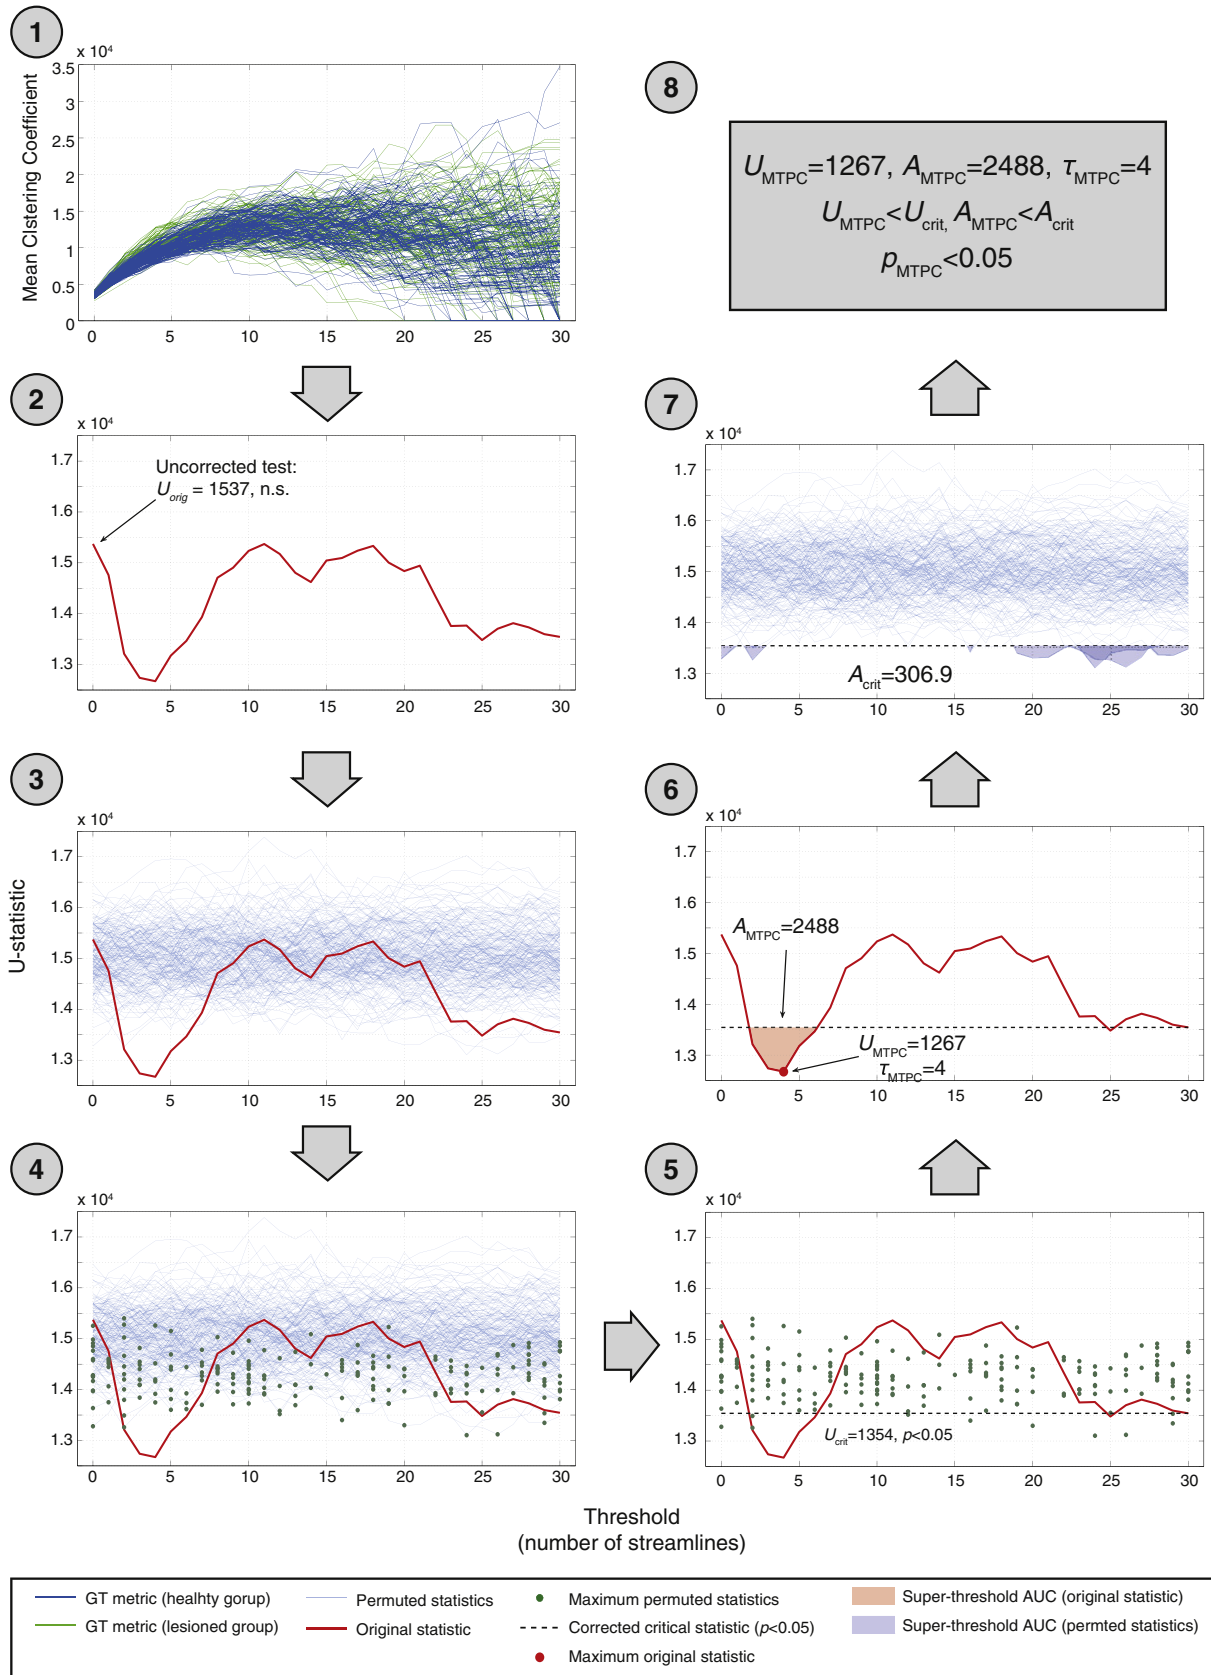 1
x 10⁴
Mean Clstering Coefficient
3.5
3
2.5
2
1.5
1
0.5
0
0 5 10 15 20 25 30
2
x 10⁴
1.7
1.6
1.5
1.4
1.3
Uncorrected test:
U_orig = 1537, n.s.
0 5 10 15 20 25 30
3
x 10⁴
U-statistic
1.7
1.6
1.5
1.4
1.3
0 5 10 15 20 25 30
4
x 10⁴
1.7
1.6
1.5
1.4
1.3
0 5 10 15 20 25 30
5
x 10⁴
1.7
1.6
1.5
1.4
1.3
U_crit=1354, p<0.05
0 5 10 15 20 25 30
6
x 10⁴
1.7
1.6
1.5
1.4
1.3
A_MTPC=2488
U_MTPC=1267
τ_MTPC=4
0 5 10 15 20 25 30
7
x 10⁴
1.7
1.6
1.5
1.4
1.3
A_crit=306.9
0 5 10 15 20 25 30
8
U_MTPC=1267, A_MTPC=2488, τ_MTPC=4
U_MTPC<U_crit, A_MTPC<A_crit
p_MTPC<0.05
Threshold
(number of streamlines)
GT metric (healhty gorup)
GT metric (lesioned group)
Permuted statistics
Original statistic
Maximum permuted statistics
Corrected critical statistic (p<0.05)
Maximum original statistic
Super-threshold AUC (original statistic)
Super-threshold AUC (permted statistics)